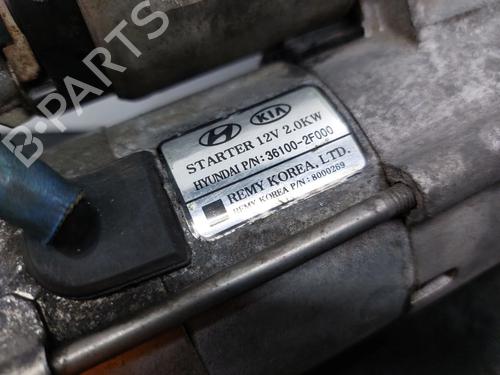 KIA
STARTER 12V 2.0KW
HYUNDAI P/N: 36100-2F000
REMY KOREA, LTD.
REMY KOREA P/N: 8000269
B-PARTS